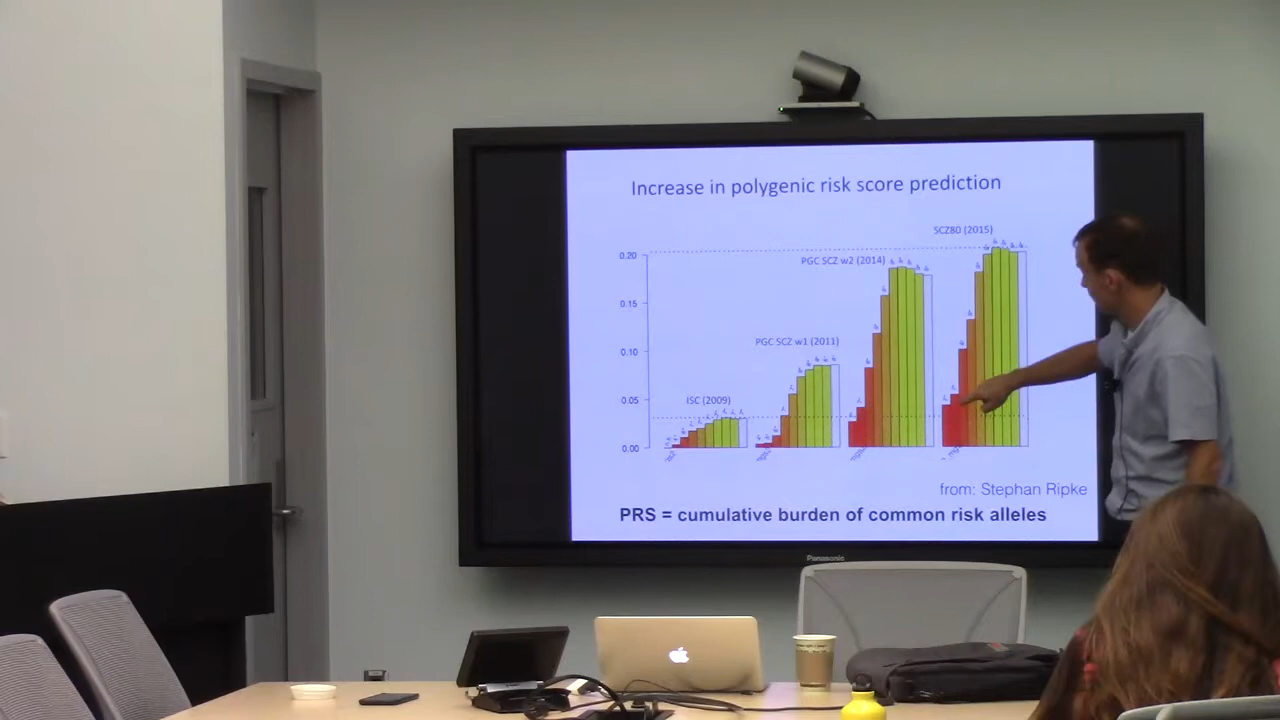 Increase in polygenic risk score prediction
SCZ80 (2015)
PGC SCZ w2 (2014)
PGC SCZ w1 (2011)
ISC (2009)
0.20
0.15
0.10
0.05
0.00
from: Stephan Ripke
PRS = cumulative burden of common risk alleles
Panasonic